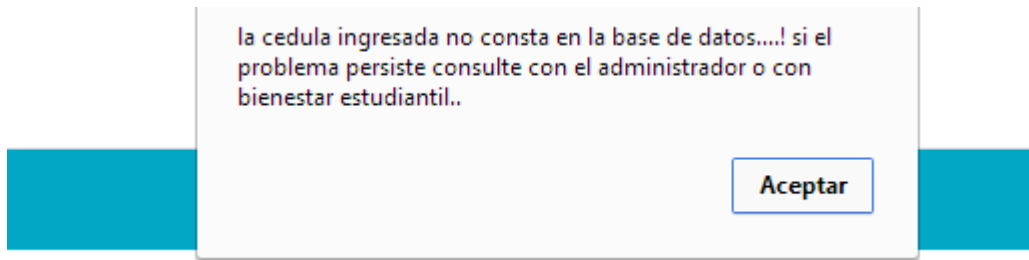 la cedula ingresada no consta en la base de datos....! si el
problema persiste consulte con el administrador o con
bienestar estudiantil..
Aceptar